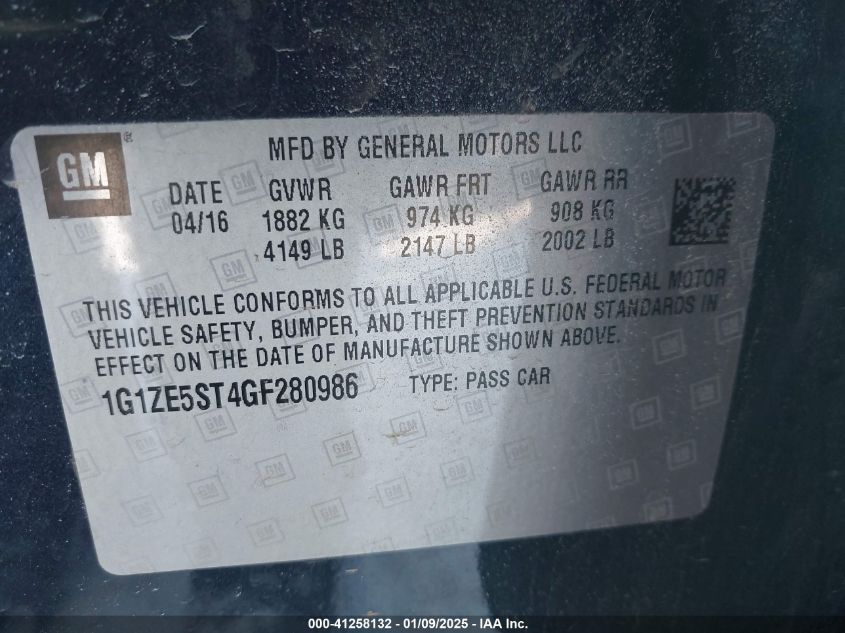 GM ®
MFD BY GENERAL MOTORS LLC
DATE GVWR GAWR FRT GAWR RR
04/16 1882 KG 974 KG 908 KG
4149 LB 2147 LB 2002 LB
THIS VEHICLE CONFORMS TO ALL APPLICABLE U.S. FEDERAL MOTOR
VEHICLE SAFETY, BUMPER, AND THEFT PREVENTION STANDARDS IN
EFFECT ON THE DATE OF MANUFACTURE SHOWN ABOVE.
1G1ZE5ST4GF280986 TYPE: PASS CAR
000-41258132 - 01/09/2025 - IAA Inc.